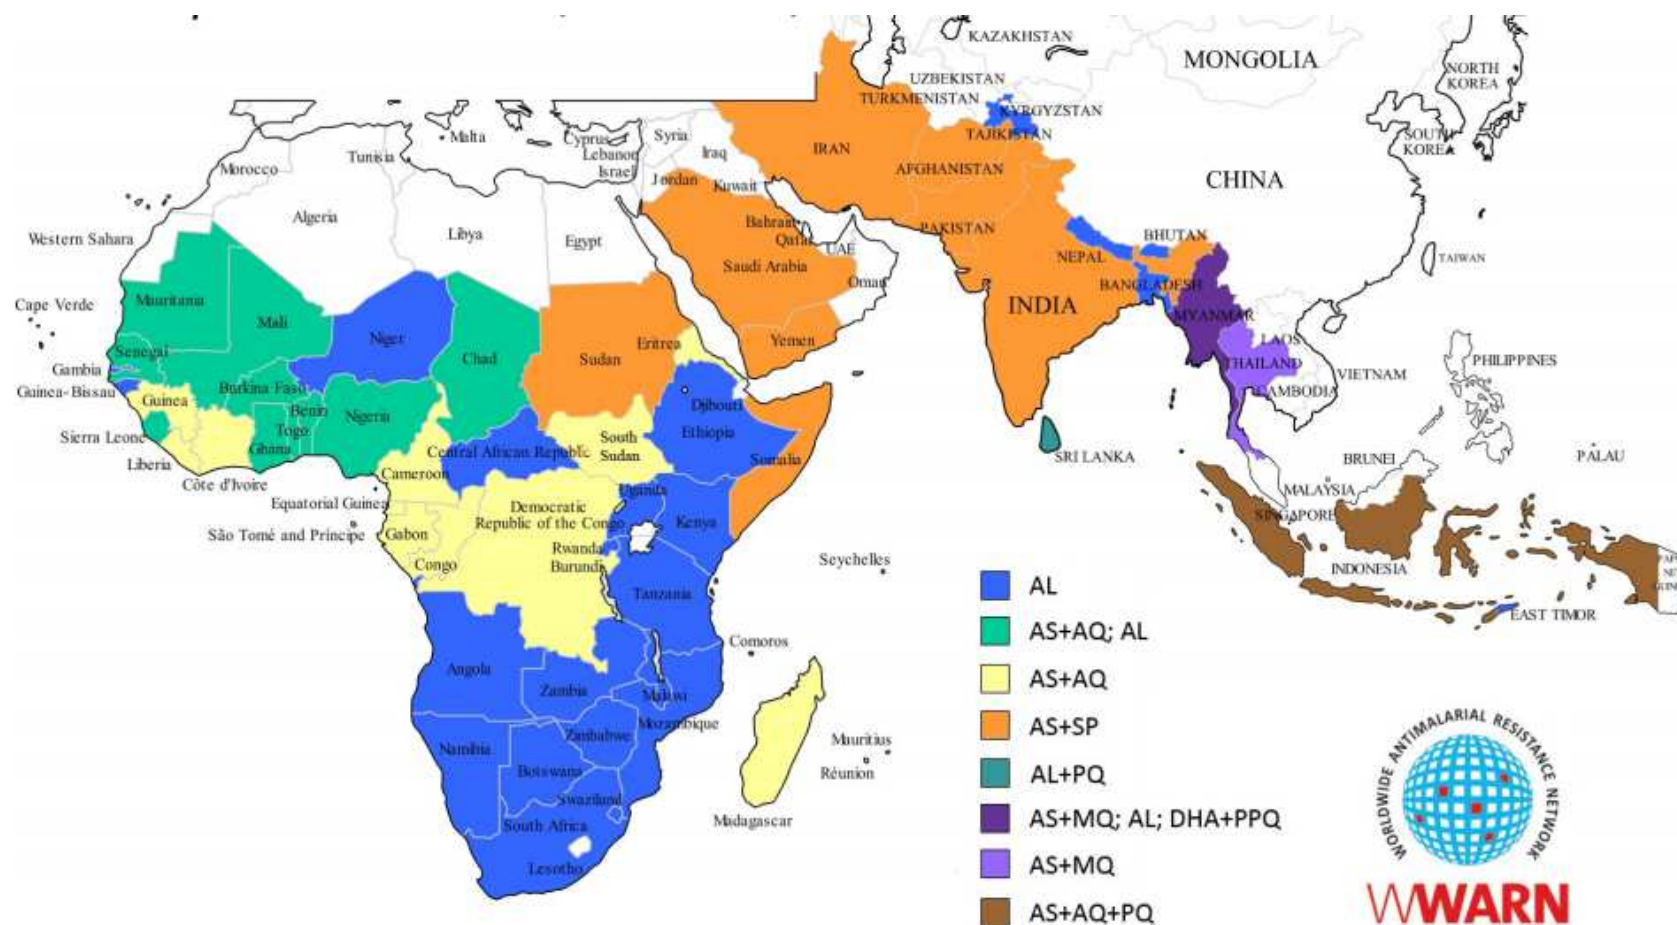 KAZAKHSTAN
MONGOLIA
NORTH
KOREA
UZBEKISTAN
TURKMENISTAN
KYRGYZSTAN
TAJIKISTAN
SOUTH
KOREA
Malta
Cyprus
Syria
Lebanon
Israel
Iraq
IRAN
AFGHANISTAN
CHINA
Tunisia
Morocco
Jordan
Kuwait
Algeria
Libya
Egypt
Bahrain
Qatar
UAE
PAKISTAN
BHUTAN
NEPAL
TAIWAN
Western Sahara
Saudi Arabia
Oman
BANGLADESH
INDIA
MYANMAR
Mauritania
Cape Verde
Mali
Niger
Chad
Sudan
Eritrea
Yemen
LAOS
THAILAND
VIETNAM
PHILIPPINES
CAMBODIA
Senegal
Gambia
Guinea-Bissau
Burkina Faso
Guinea
Benin
Nigeria
Togo
Ghana
Djibouti
Ethiopia
Sierra Leone
Liberia
Côte d'Ivoire
Central African Republic
South
Sudan
Somalia
Cameroon
SRI LANKA
BRUNEI
PALAU
MALAYSIA
SINGAPORE
INDONESIA
EAST TIMOR
Equatorial Guinea
São Tomé and Príncipe
Gabon
Congo
Democratic
Republic of the Congo
Uganda
Kenya
Rwanda
Burundi
Tanzania
Seychelles
Comoros
Angola
Zambia
Malawi
Mozambique
Zimbabwe
Namibia
Botswana
Swaziland
South Africa
Lesotho
Madagascar
Mauritius
Réunion
AL
AS+AQ; AL
AS+AQ
AS+SP
AL+PQ
AS+MQ; AL; DHA+PPQ
AS+MQ
AS+AQ+PQ
WORLDWIDE ANTIMALARIAL RESISTANCE NETWORK
WWARN